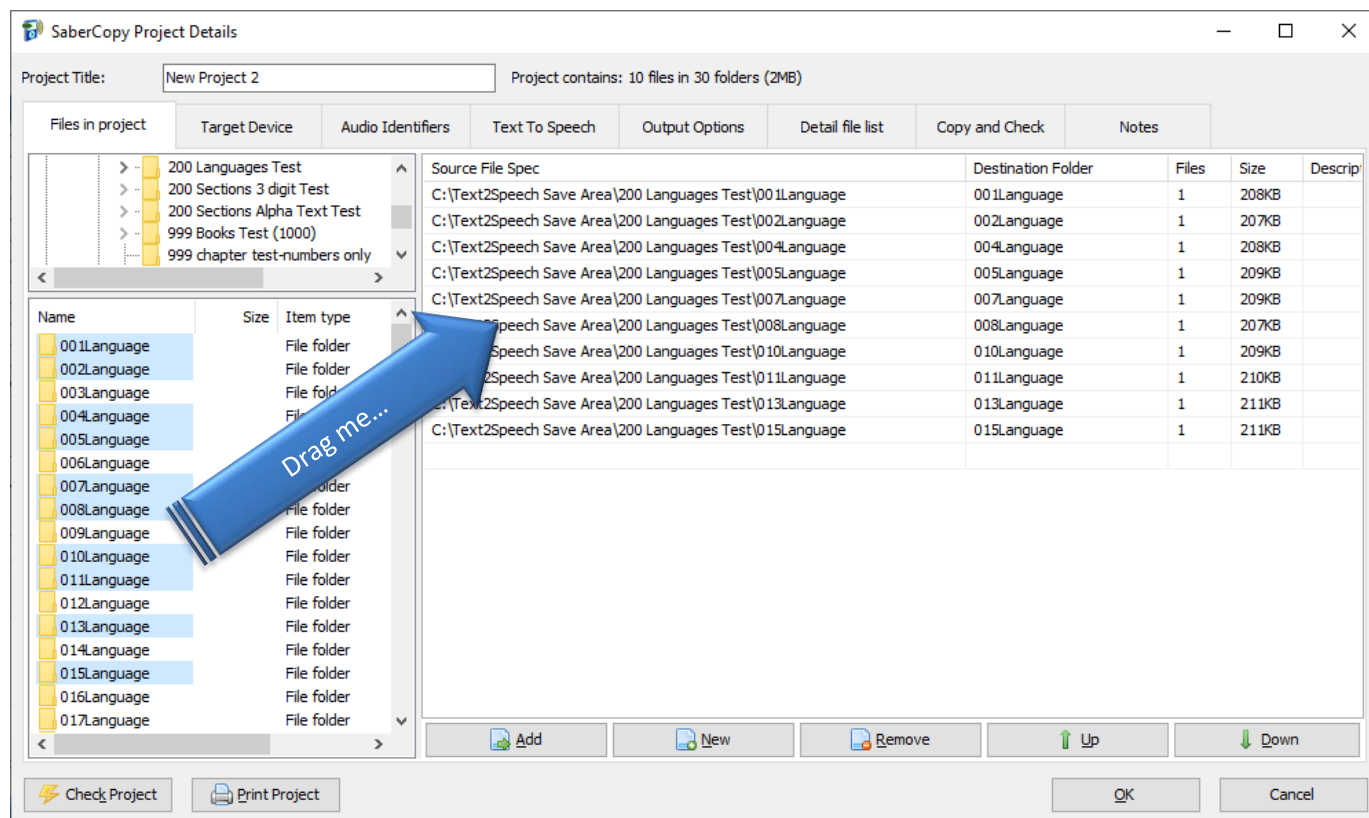 SaberCopy Project Details
Project Title: New Project 2 Project contains: 10 files in 30 folders (2MB)
Files in project Target Device Audio Identifiers Text To Speech Output Options Detail file list Copy and Check Notes
200 Languages Test
200 Sections 3 digit Test
200 Sections Alpha Text Test
999 Books Test (1000)
999 chapter test-numbers only
Name Size Item type
001Language File folder
002Language File folder
003Language File folder
004Language
005Language
006Language
007Language
008Language File folder
009Language File folder
010Language File folder
011Language File folder
012Language File folder
013Language File folder
014Language File folder
015Language File folder
016Language File folder
017Language File folder
Drag me...
Source File Spec Destination Folder Files Size Descrip
C:\Text2Speech Save Area\200 Languages Test\001Language 001Language 1 208KB
C:\Text2Speech Save Area\200 Languages Test\002Language 002Language 1 207KB
C:\Text2Speech Save Area\200 Languages Test\004Language 004Language 1 208KB
C:\Text2Speech Save Area\200 Languages Test\005Language 005Language 1 209KB
C:\Text2Speech Save Area\200 Languages Test\007Language 007Language 1 209KB
Speech Save Area\200 Languages Test\008Language 008Language 1 207KB
2Speech Save Area\200 Languages Test\010Language 010Language 1 209KB
2Speech Save Area\200 Languages Test\011Language 011Language 1 210KB
C:\Text2Speech Save Area\200 Languages Test\013Language 013Language 1 211KB
C:\Text2Speech Save Area\200 Languages Test\015Language 015Language 1 211KB
Add New Remove Up Down
Check Project Print Project OK Cancel